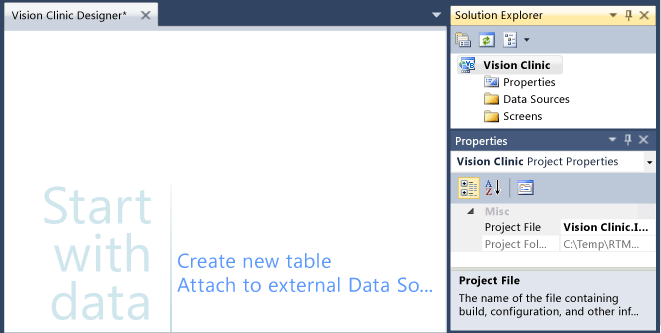 Vision Clinic Designer*
Start
with
data
Create new table
Attach to external Data So...
Solution Explorer
Vision Clinic
Properties
Data Sources
Screens
Properties
Vision Clinic Project Properties
Misc
Project File Vision Clinic.I...
Project Fol... C:\Temp\RTM...
Project File
The name of the file containing
build, configuration, and other inf...